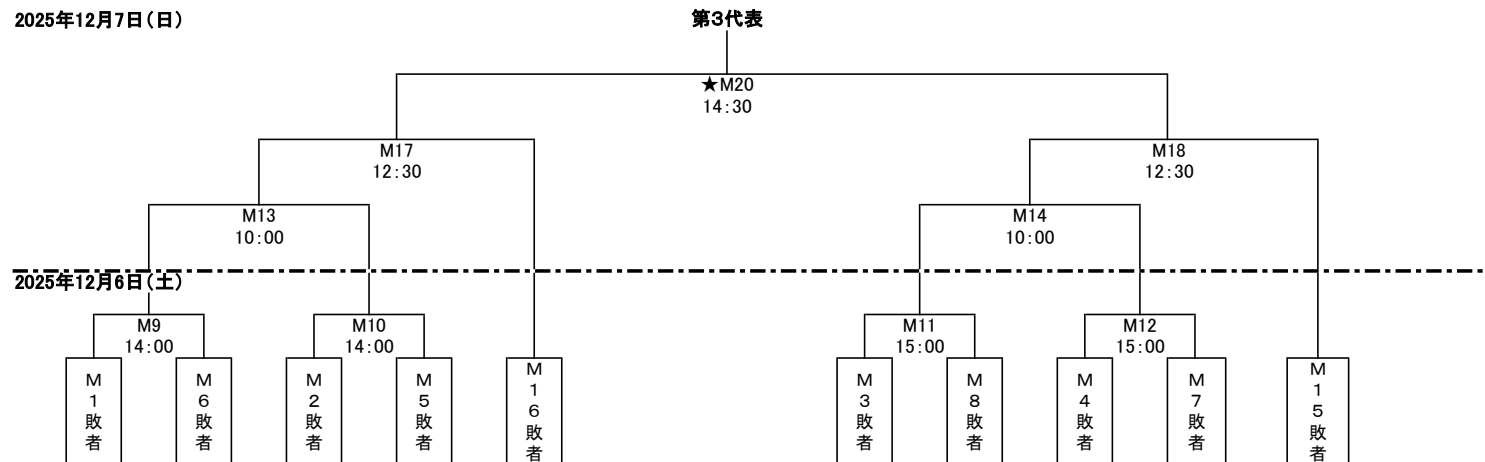 2025年12月7日(日)
第3代表
★M20
14:30
M17
12:30
M18
12:30
M13
10:00
M14
10:00
2025年12月6日(土)
M9
14:00
M10
14:00
M11
15:00
M12
15:00
M1敗者
M6敗者
M2敗者
M5敗者
M16敗者
M3敗者
M8敗者
M4敗者
M7敗者
M15敗者